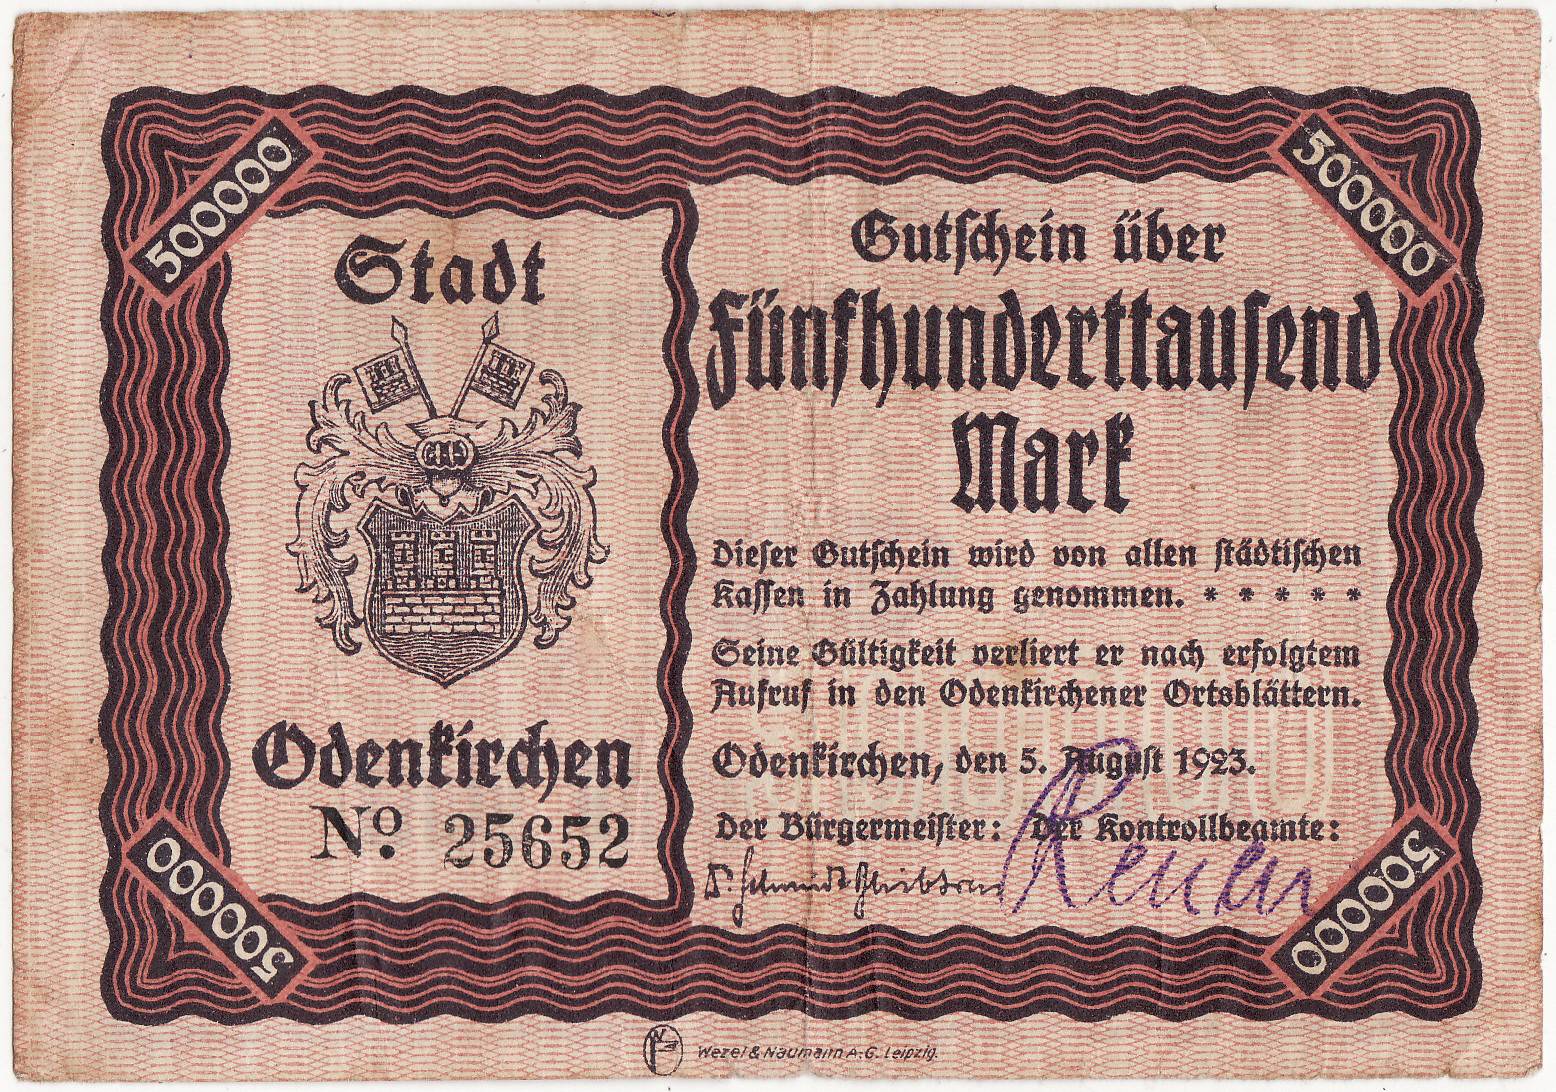 500000
500000
Stadt
Odenkirchen
No. 25652
Gutschein über
Fünfhunderttausend
Mark
Dieser Gutschein wird von allen städtischen
Kassen in Zahlung genommen. * * * * *
Seine Gültigkeit verliert er nach erfolgtem
Aufruf in den Odenkirchener Ortsblättern.
Odenkirchen, den 5. August 1923.
Der Bürgermeister: Der Kontrollbeamte:
500000
500000
Wezel & Naumann A.-G. Leipzig.